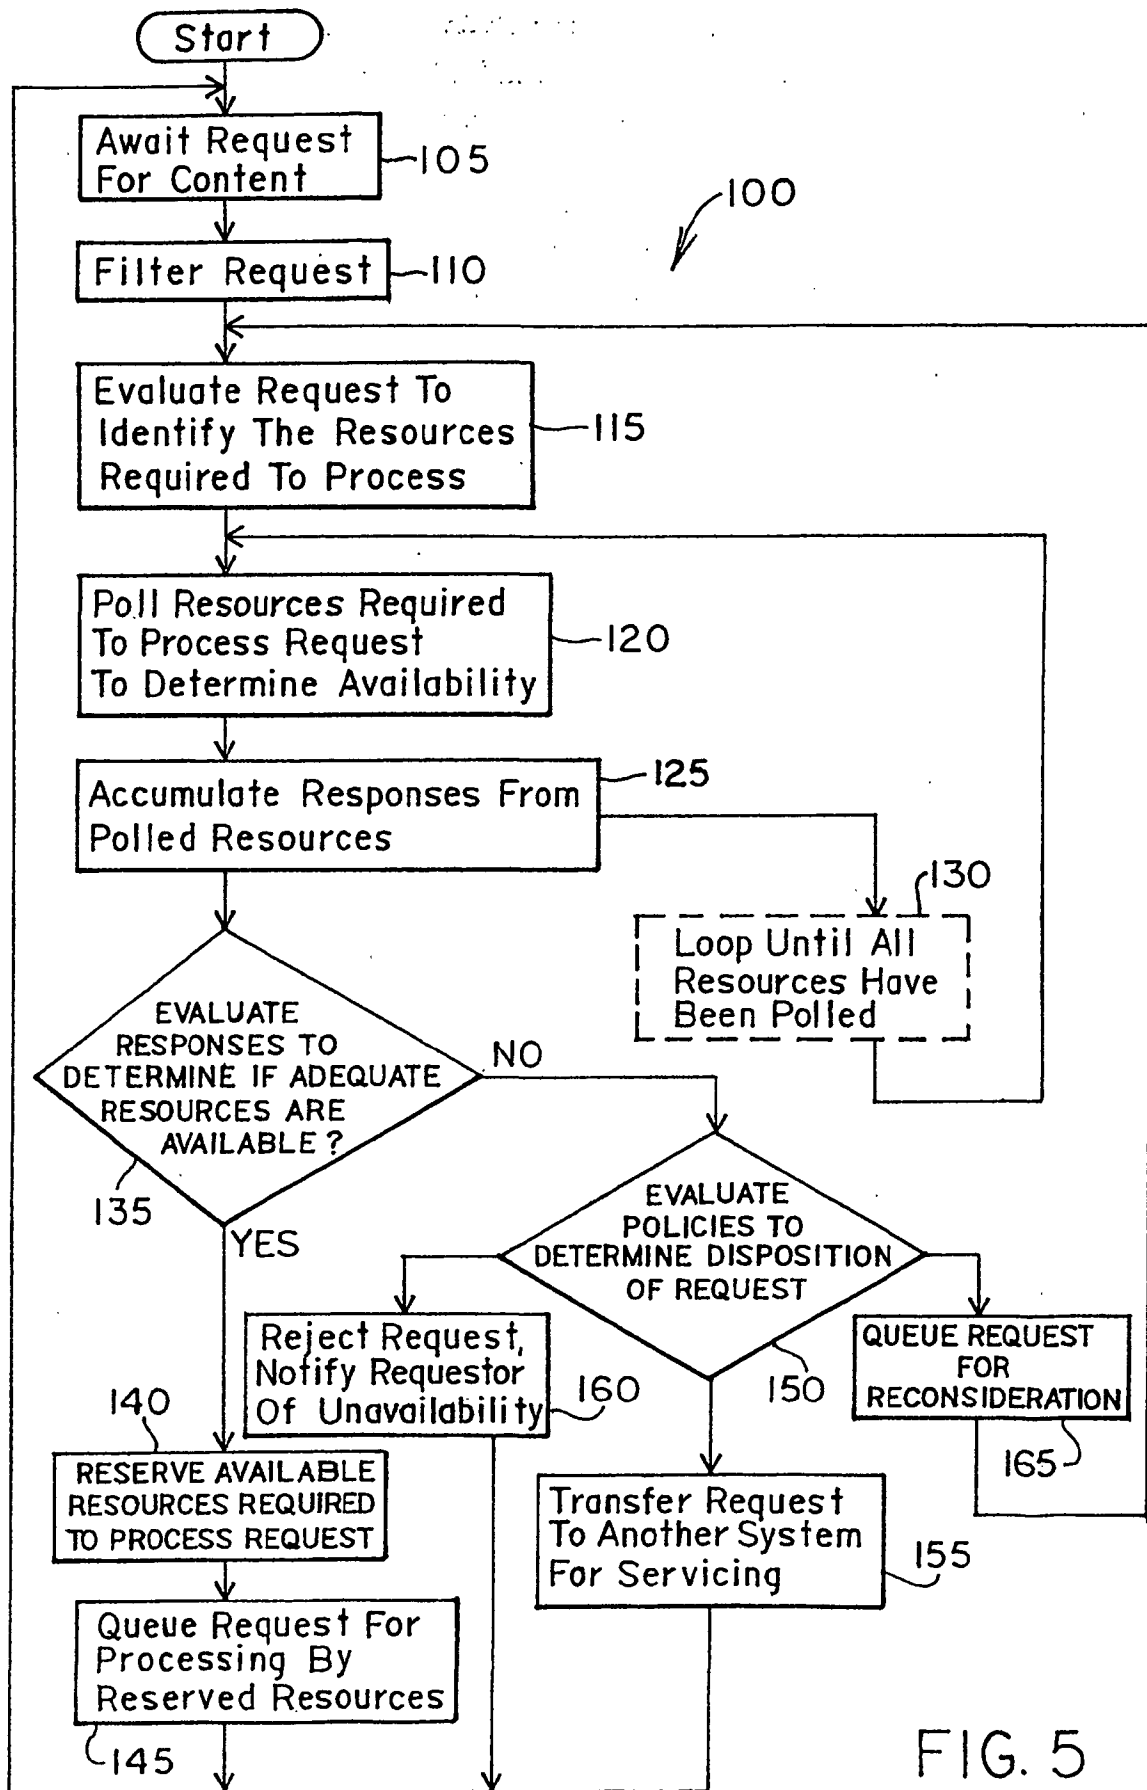 Start
Await Request
For Content
105
100
Filter Request
110
Evaluate Request To
Identify The Resources
Required To Process
115
Poll Resources Required
To Process Request
To Determine Availability
120
Accumulate Responses From
Polled Resources
125
130
Loop Until All
Resources Have
Been Polled
EVALUATE
RESPONSES TO
DETERMINE IF ADEQUATE
RESOURCES ARE
AVAILABLE?
135
NO
YES
EVALUATE
POLICIES TO
DETERMINE DISPOSITION
OF REQUEST
150
Reject Request,
Notify Requestor
Of Unavailability
160
QUEUE REQUEST
FOR
RECONSIDERATION
165
140
RESERVE AVAILABLE
RESOURCES REQUIRED
TO PROCESS REQUEST
Transfer Request
To Another System
For Servicing
155
Queue Request For
Processing By
Reserved Resources
145
FIG. 5